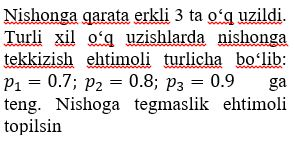 Nishonga qarata erkli 3 ta o‘q uzildi.
Turli xil o‘q uzishlarda nishonga
tekkizish ehtimoli turlicha bo‘lib:
p₁ = 0.7; p₂ = 0.8; p₃ = 0.9 ga
teng. Nishoga tegmaslik ehtimoli
topilsin